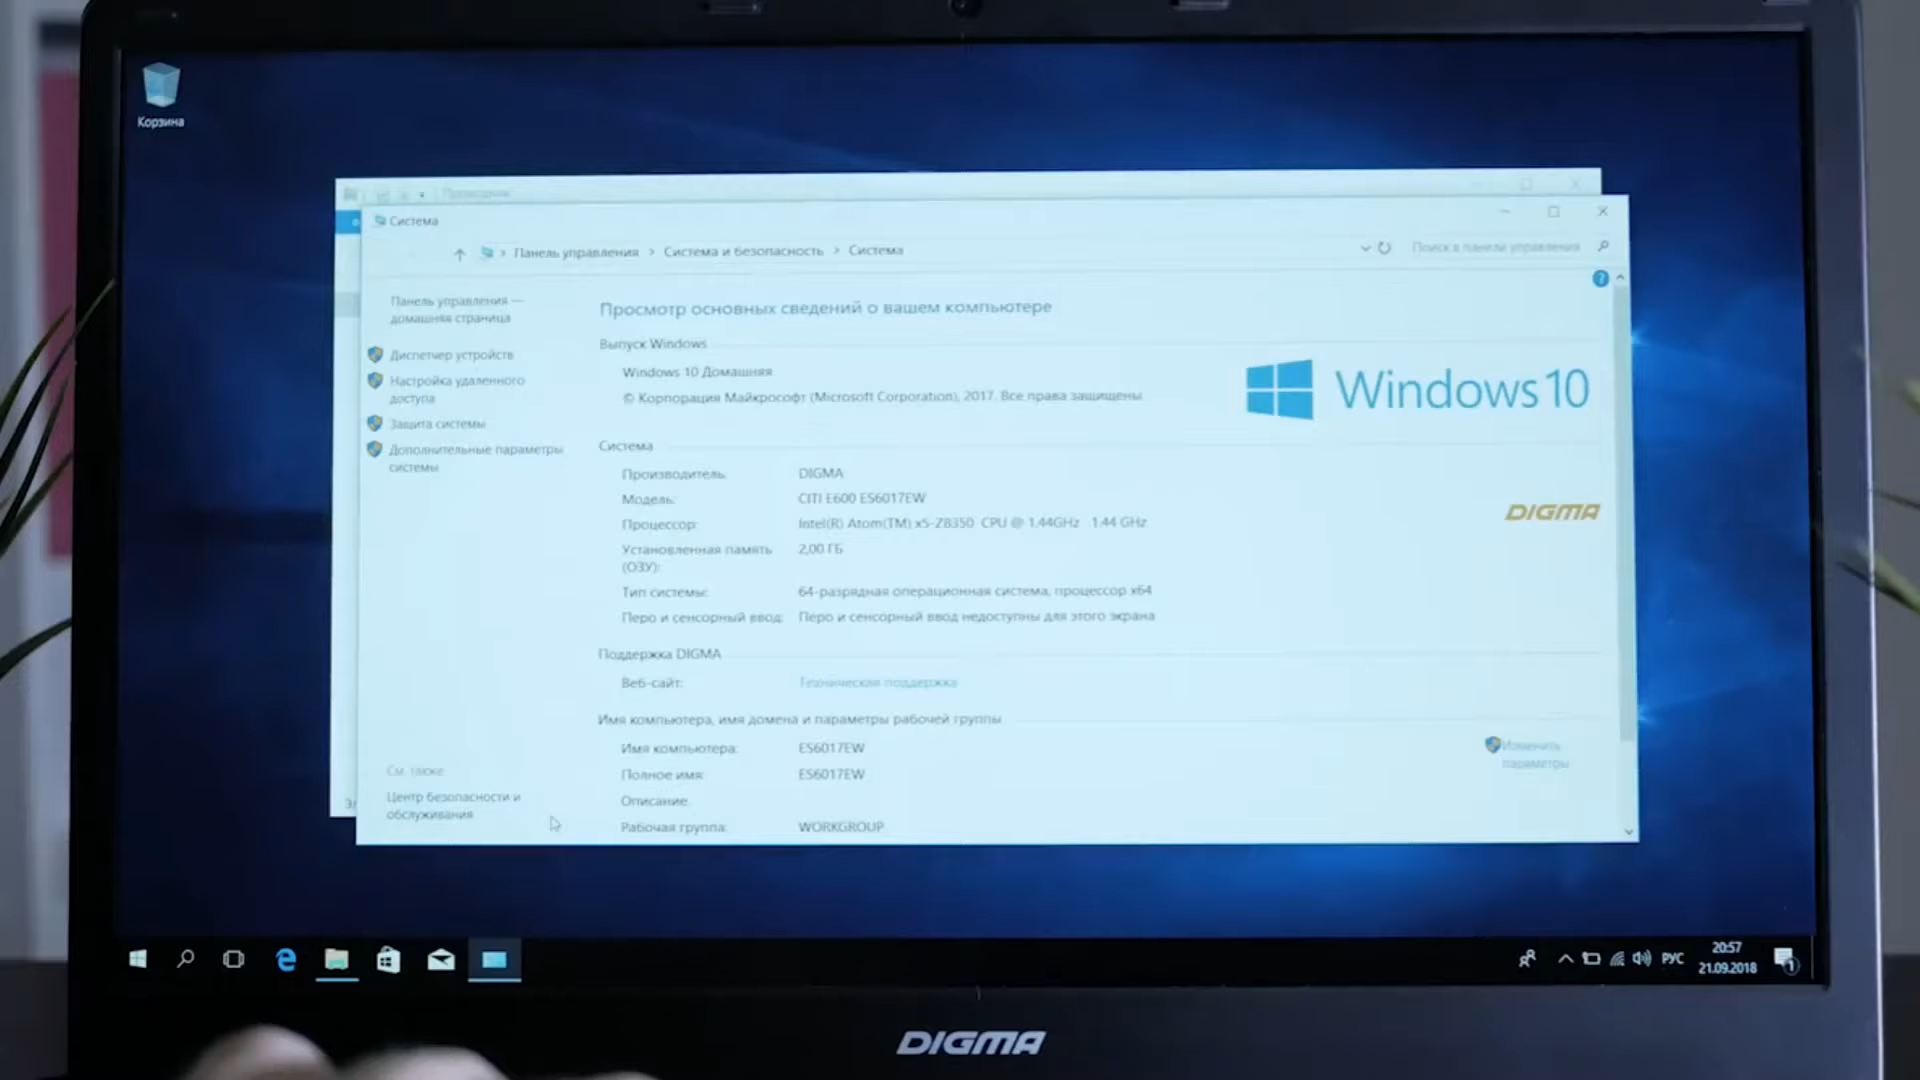 Корзина
Проводник
Система
Панель управления > Система и безопасность > Система
Поиск в панели управления
Панель управления —
домашняя страница
Диспетчер устройств
Настройка удаленного
доступа
Защита системы
Дополнительные параметры
системы
Просмотр основных сведений о вашем компьютере
Выпуск Windows
Windows 10 Домашняя
© Корпорация Майкрософт (Microsoft Corporation), 2017. Все права защищены.
Windows 10
Система
Производитель: DIGMA
Модель: CITI E600 ES6017EW
Процессор: Intel(R) Atom(TM) x5-Z8350 CPU @ 1.44GHz 1.44 GHz
Установленная память
(ОЗУ):
2,00 ГБ
Тип системы: 64-разрядная операционная система, процессор x64
Перо и сенсорный ввод: Перо и сенсорный ввод недоступны для этого экрана
DIGMA
Поддержка DIGMA
Веб-сайт: Техническая поддержка
Имя компьютера, имя домена и параметры рабочей группы
Имя компьютера: ES6017EW
Полное имя: ES6017EW
Описание:
Рабочая группа: WORKGROUP
Изменить
параметры
См. также
Центр безопасности и
обслуживания
РУС
20:57
21.09.2018
1
DIGMA